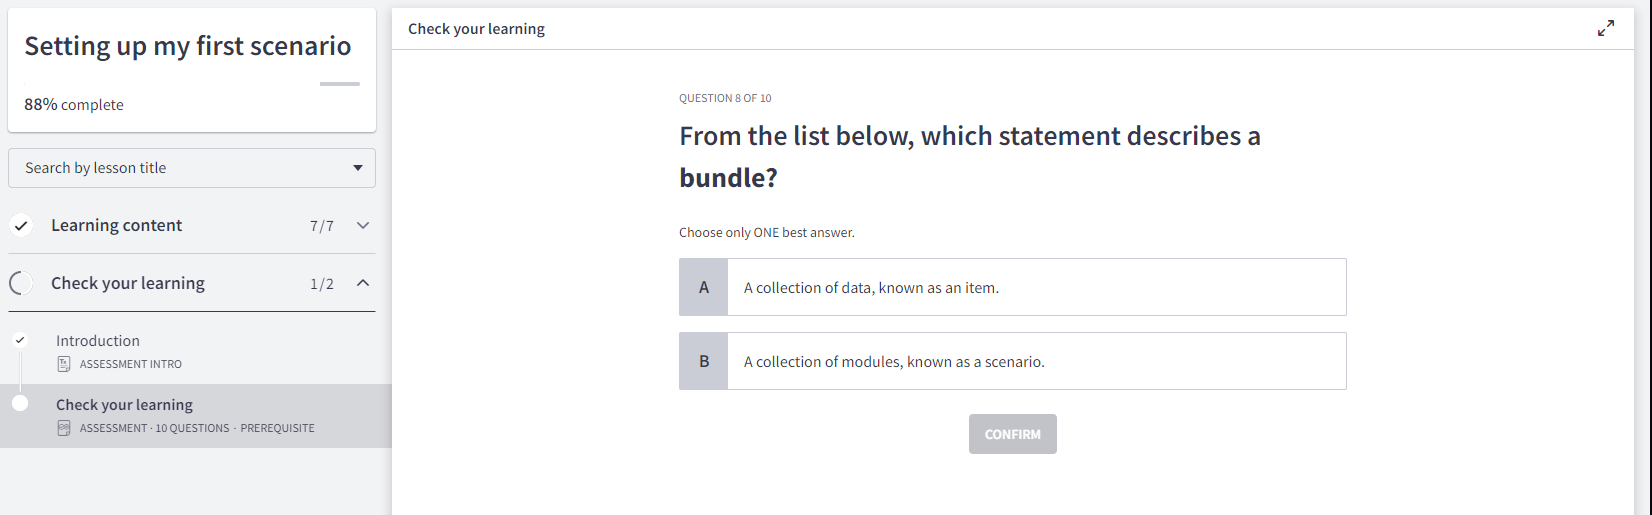 Setting up my first scenario
88% complete
Search by lesson title
Learning content 7/7
Check your learning 1/2
Introduction
ASSESSMENT INTRO
Check your learning
ASSESSMENT · 10 QUESTIONS · PREREQUISITE
Check your learning
QUESTION 8 OF 10
From the list below, which statement describes a
bundle?
Choose only ONE best answer.
A A collection of data, known as an item.
B A collection of modules, known as a scenario.
CONFIRM